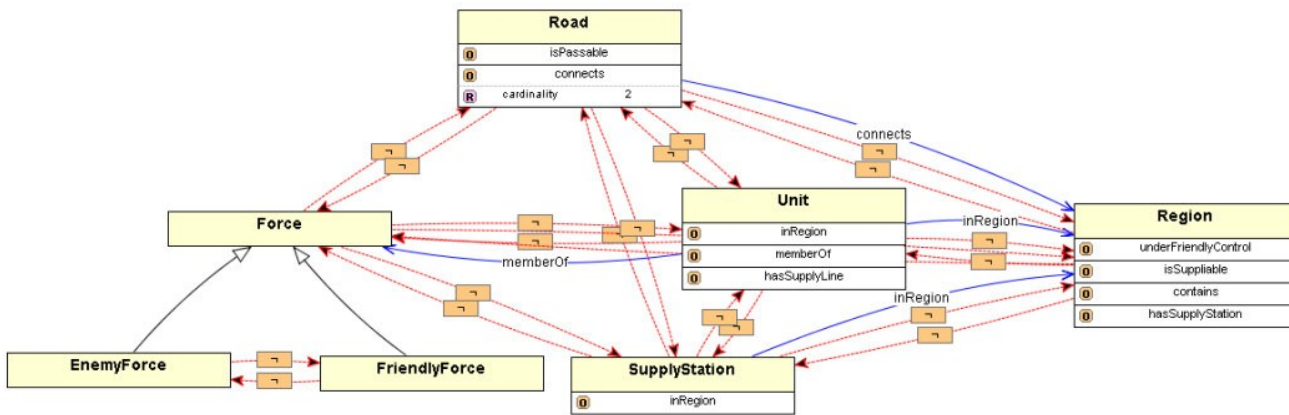 Road
O isPassable
O connects
R cardinality 2
connects
¬
¬
¬
¬
¬
¬
Force
¬
¬
¬
¬
memberOf
Unit
O inRegion
O memberOf
O hasSupplyLine
inRegion
¬
¬
¬
Region
O underFriendlyControl
O isSuppliable
O contains
O hasSupplyStation
inRegion
¬
¬
¬
¬
¬
¬
EnemyForce
¬
¬
FriendlyForce
SupplyStation
O inRegion